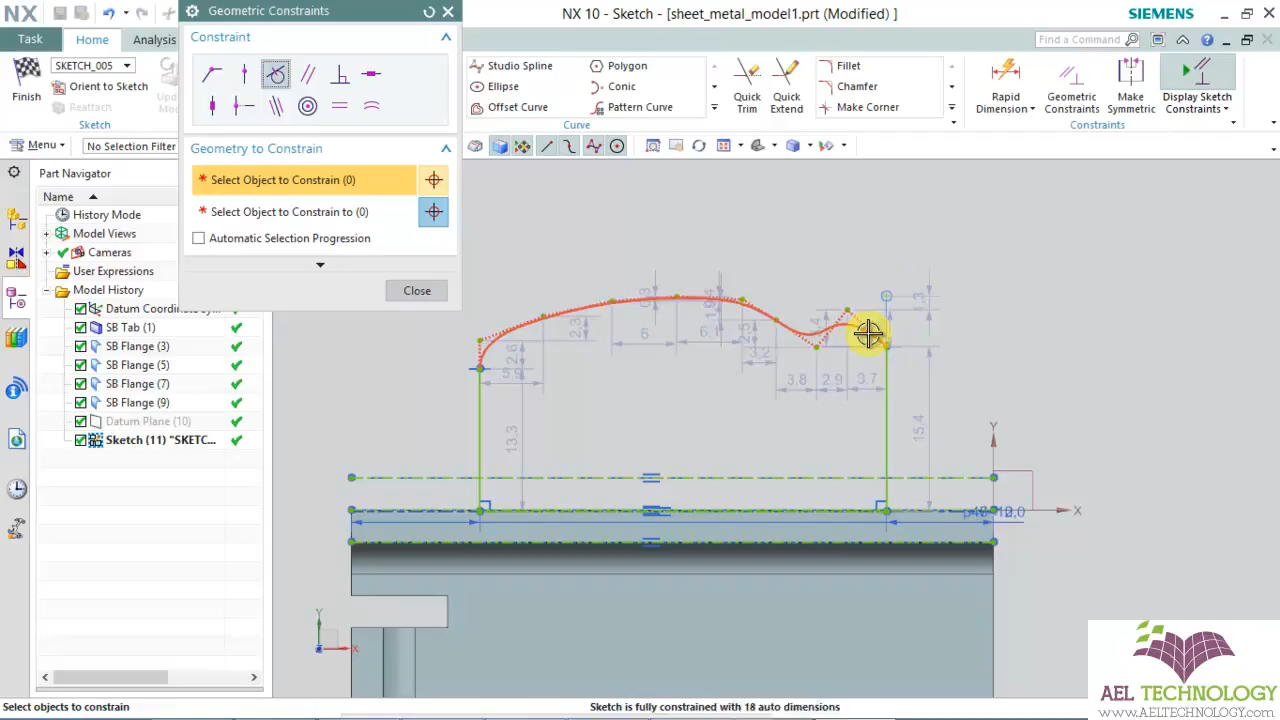 NX
NX 10 - Sketch - [sheet_metal_model1.prt (Modified) ]
SIEMENS
Geometric Constraints
Task
Home
Analysis
Find a Command
Finish
SKETCH_005
Orient to Sketch
Reattach
Sketch
Constraint
Geometry to Constrain
* Select Object to Constrain (0)
* Select Object to Constrain to (0)
Automatic Selection Progression
Close
Studio Spline
Ellipse
Offset Curve
Polygon
Conic
Pattern Curve
Curve
Quick Trim
Quick Extend
Fillet
Chamfer
Make Corner
Rapid Dimension
Geometric Constraints
Make Symmetric
Display Sketch Constraints
Constraints
Menu
No Selection Filter
Part Navigator
Name
History Mode
Model Views
Cameras
User Expressions
Model History
SB Tab (1)
SB Flange (3)
SB Flange (5)
SB Flange (7)
SB Flange (9)
Datum Plane (10)
Sketch (11) "SKETC...
2.3
2.6
6
3.8
2.9
3.7
13.3
15.4
Y
X
Y
X
Select objects to constrain
Sketch is fully constrained with 18 auto dimensions
AEL TECHNOLOGY
www.AELTECHNOLOGY.com